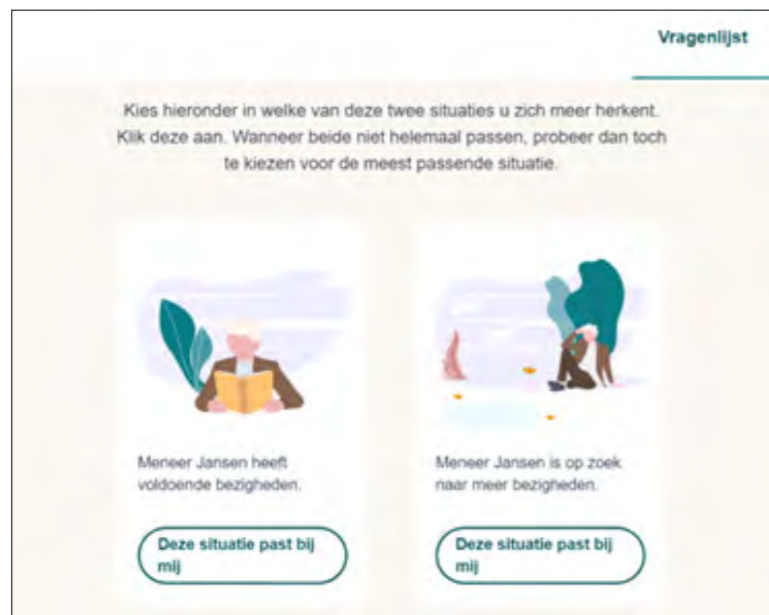 Vragenlijst
Kies hieronder in welke van deze twee situaties u zich meer herkent.
Klik deze aan. Wanneer beide niet helemaal passen, probeer dan toch
te kiezen voor de meest passende situatie.
Meneer Jansen heeft
voldoende bezigheden.
Deze situatie past bij
mij
Meneer Jansen is op zoek
naar meer bezigheden.
Deze situatie past bij
mij